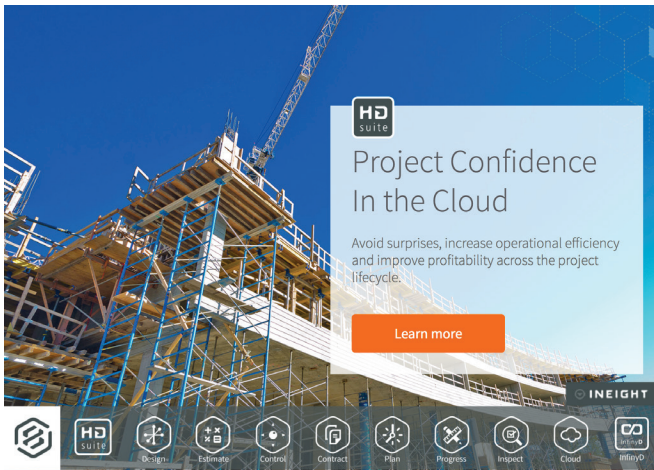 HD
suite
Project Confidence
In the Cloud
Avoid surprises, increase operational efficiency
and improve profitability across the project
lifecycle.
Learn more
INEIGHT
HD
suite
Design
Estimate
Control
Contract
Plan
Progress
Inspect
Cloud
InfinyD
InfinyD